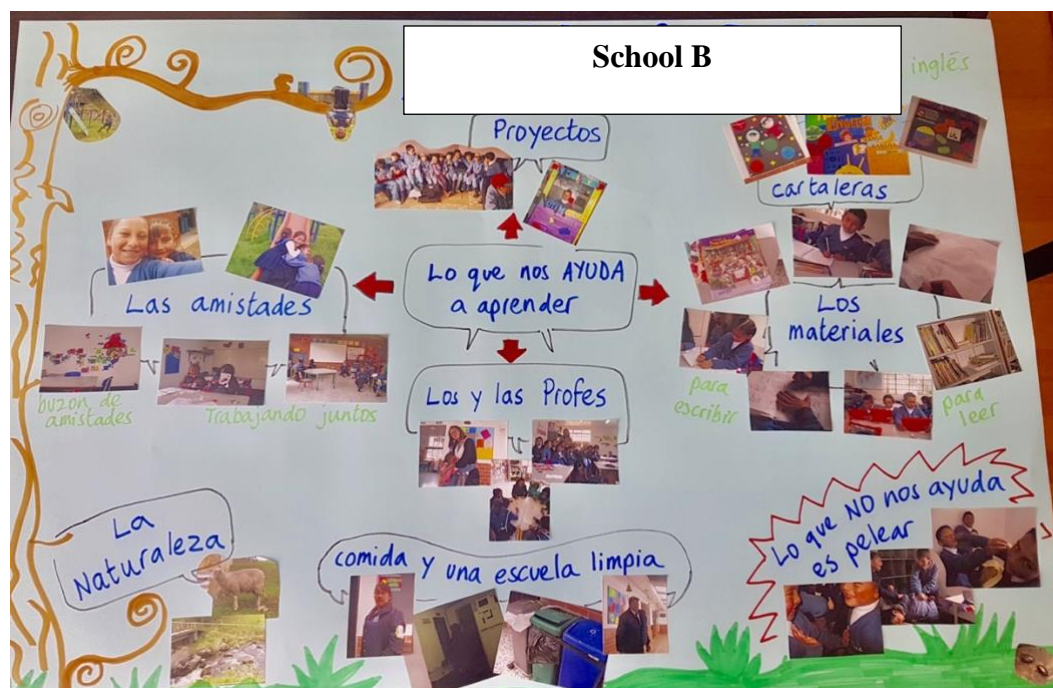 School B
inglés
Proyectos
cartaleras
Lo que nos AYUDA
a aprender
Las amistades
Los
materiales
buzon de
amistades
Trabajando juntos
Los y las Profes
para
escribir
para
leer
La
Naturaleza
comida y una escuela limpia
Lo que NO nos ayuda
es pelear